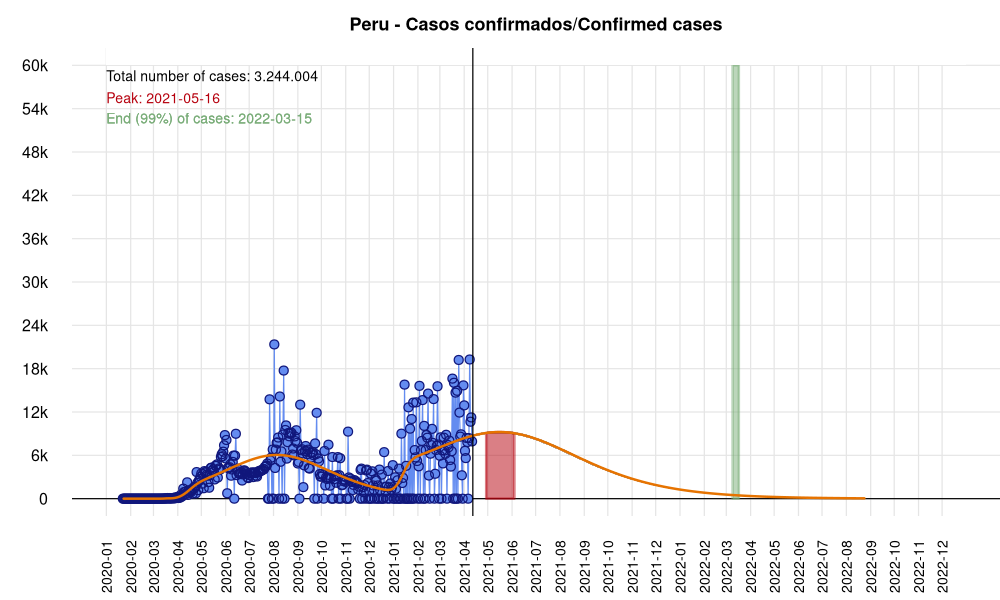 Peru - Casos confirmados/Confirmed cases
60k
Total number of cases: 3.244.004
Peak: 2021-05-16
54k
End (99%) of cases: 2022-03-15
48k
42k
36k
30k
24k
18k
12k
6k
0
2020-01
2020-02
2020-03
2020-04
2020-05
2020-06
2020-07
2020-08
2020-09
2020-10
2020-11
2020-12
2021-01
2021-02
2021-03
2021-04
2021-05
2021-06
2021-07
2021-08
2021-09
2021-10
2021-11
2021-12
2022-01
2022-02
2022-03
2022-04
2022-05
2022-06
2022-07
2022-08
2022-09
2022-10
2022-11
2022-12